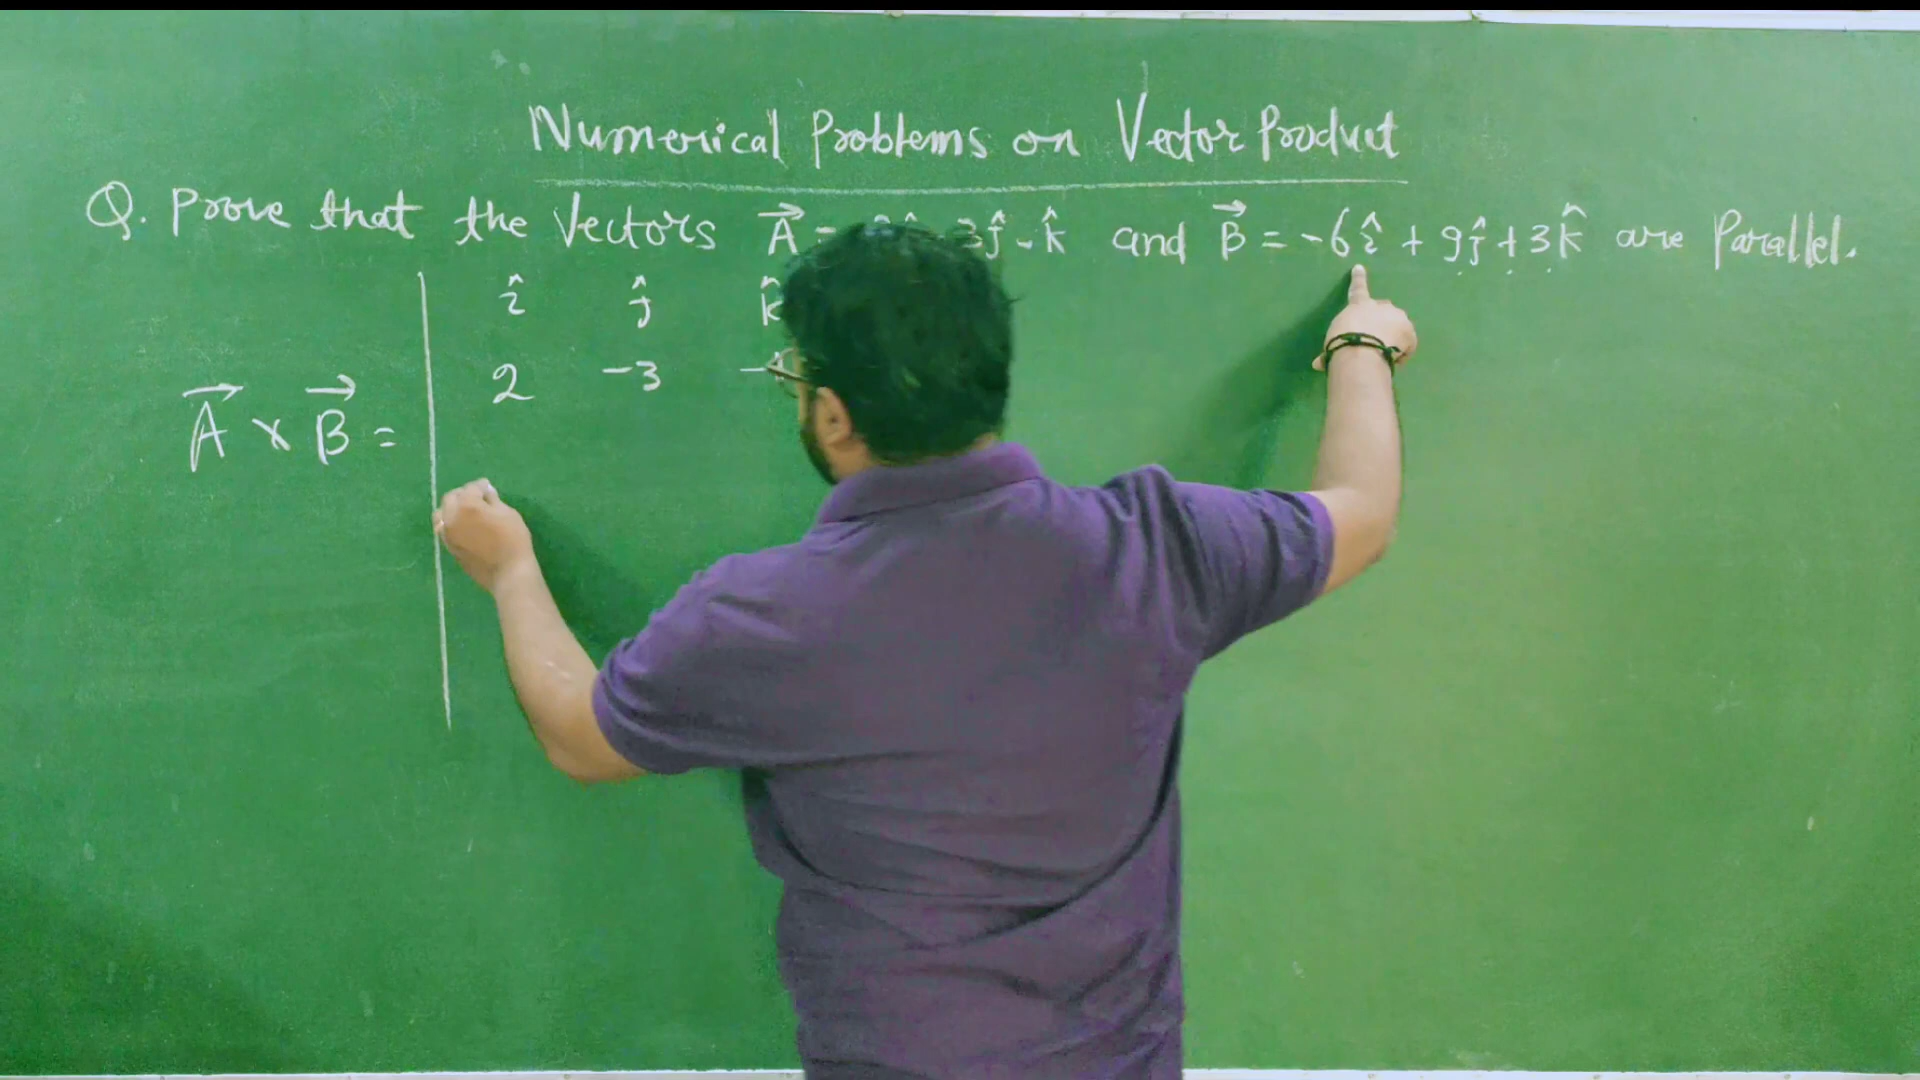 Numerical Problems on Vector Product
Q. Prove that the Vectors A⃗ = 3ĵ - k̂ and B⃗ = -6î + 9ĵ + 3k̂ are Parallel.
î ĵ k̂
2 -3
A⃗ x B⃗ =